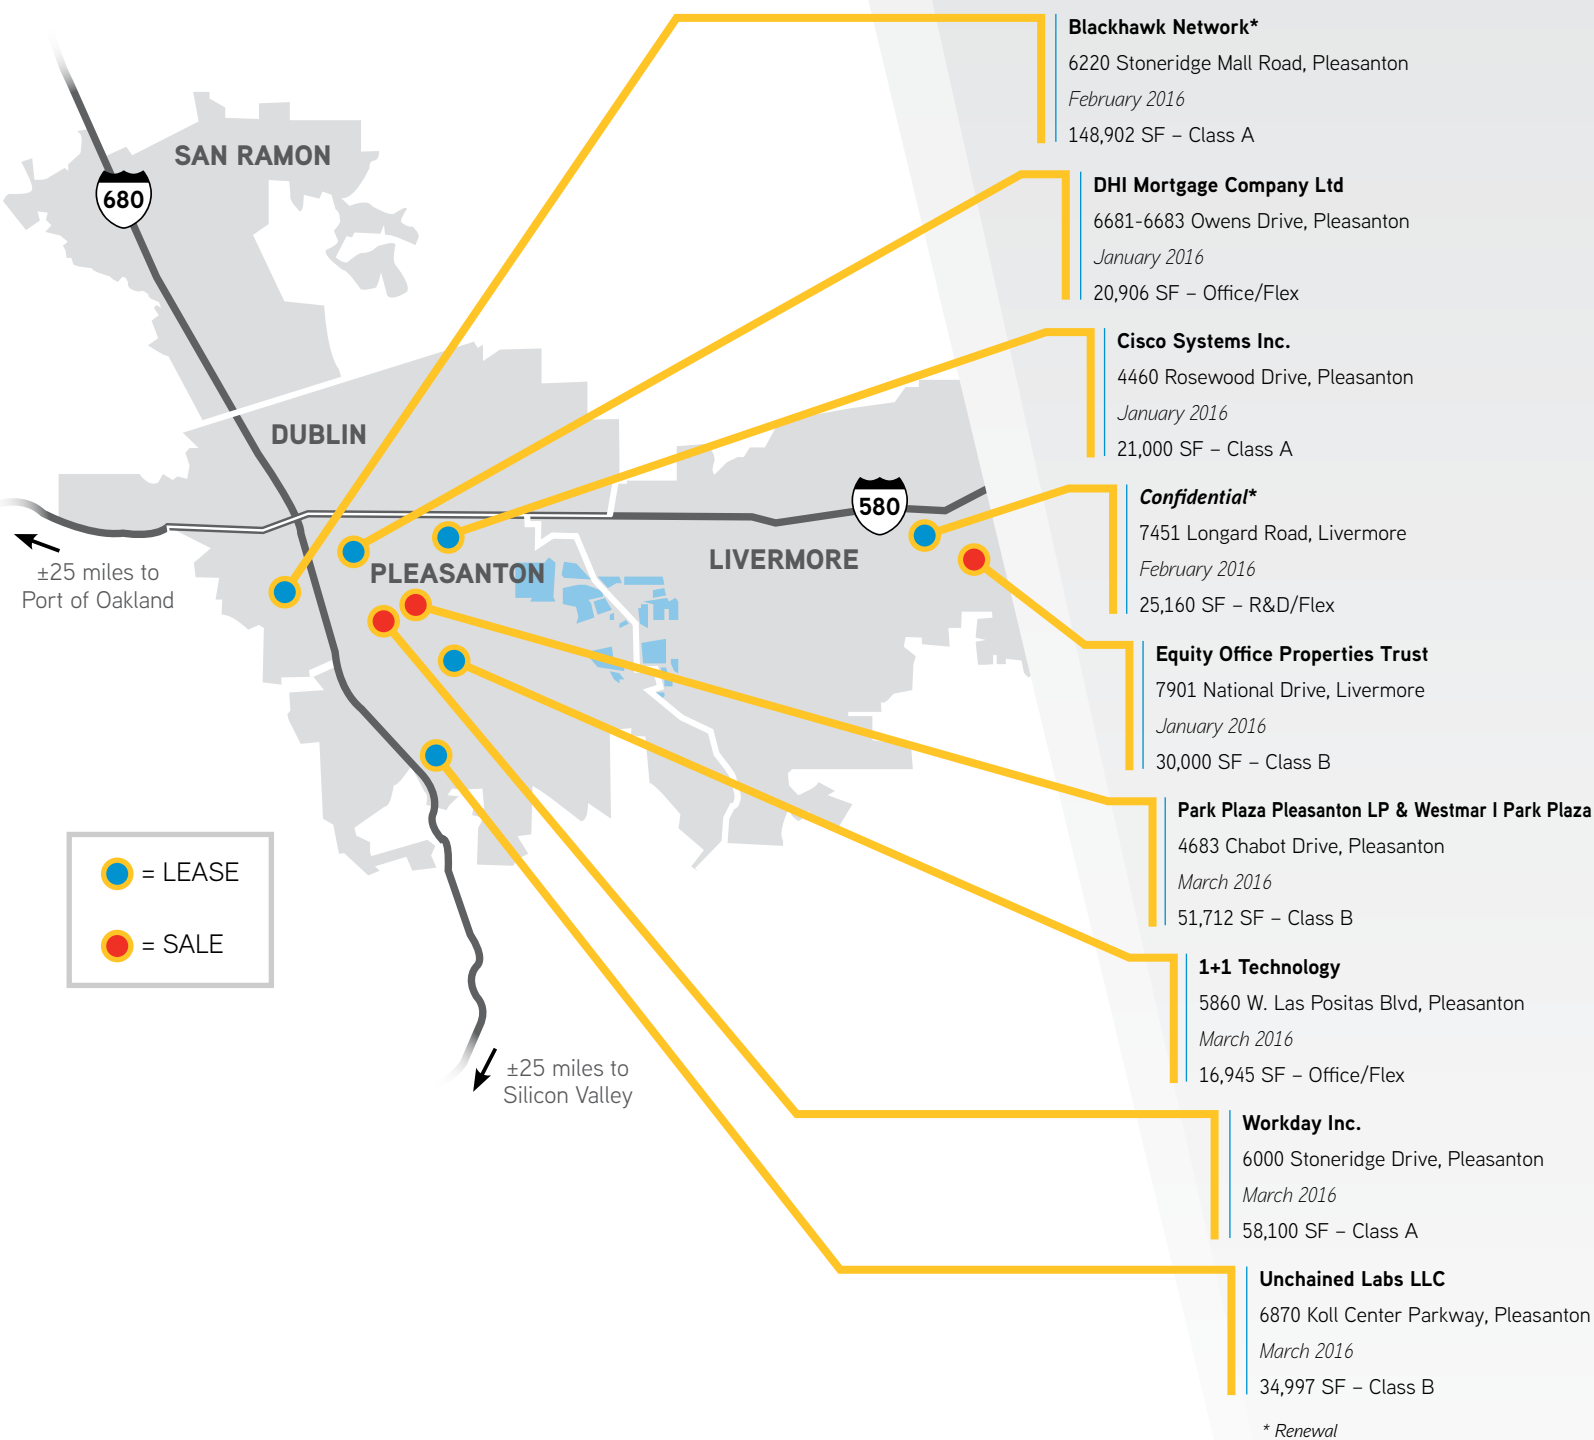 SAN RAMON
680
DUBLIN
580
PLEASANTON
LIVERMORE
±25 miles to
Port of Oakland
= LEASE
= SALE
±25 miles to
Silicon Valley
Blackhawk Network*
6220 Stoneridge Mall Road, Pleasanton
February 2016
148,902 SF – Class A
DHI Mortgage Company Ltd
6681-6683 Owens Drive, Pleasanton
January 2016
20,906 SF – Office/Flex
Cisco Systems Inc.
4460 Rosewood Drive, Pleasanton
January 2016
21,000 SF – Class A
Confidential*
7451 Longard Road, Livermore
February 2016
25,160 SF – R&D/Flex
Equity Office Properties Trust
7901 National Drive, Livermore
January 2016
30,000 SF – Class B
Park Plaza Pleasanton LP & Westmar I Park Plaza
4683 Chabot Drive, Pleasanton
March 2016
51,712 SF – Class B
1+1 Technology
5860 W. Las Positas Blvd, Pleasanton
March 2016
16,945 SF – Office/Flex
Workday Inc.
6000 Stoneridge Drive, Pleasanton
March 2016
58,100 SF – Class A
Unchained Labs LLC
6870 Koll Center Parkway, Pleasanton
March 2016
34,997 SF – Class B
* Renewal